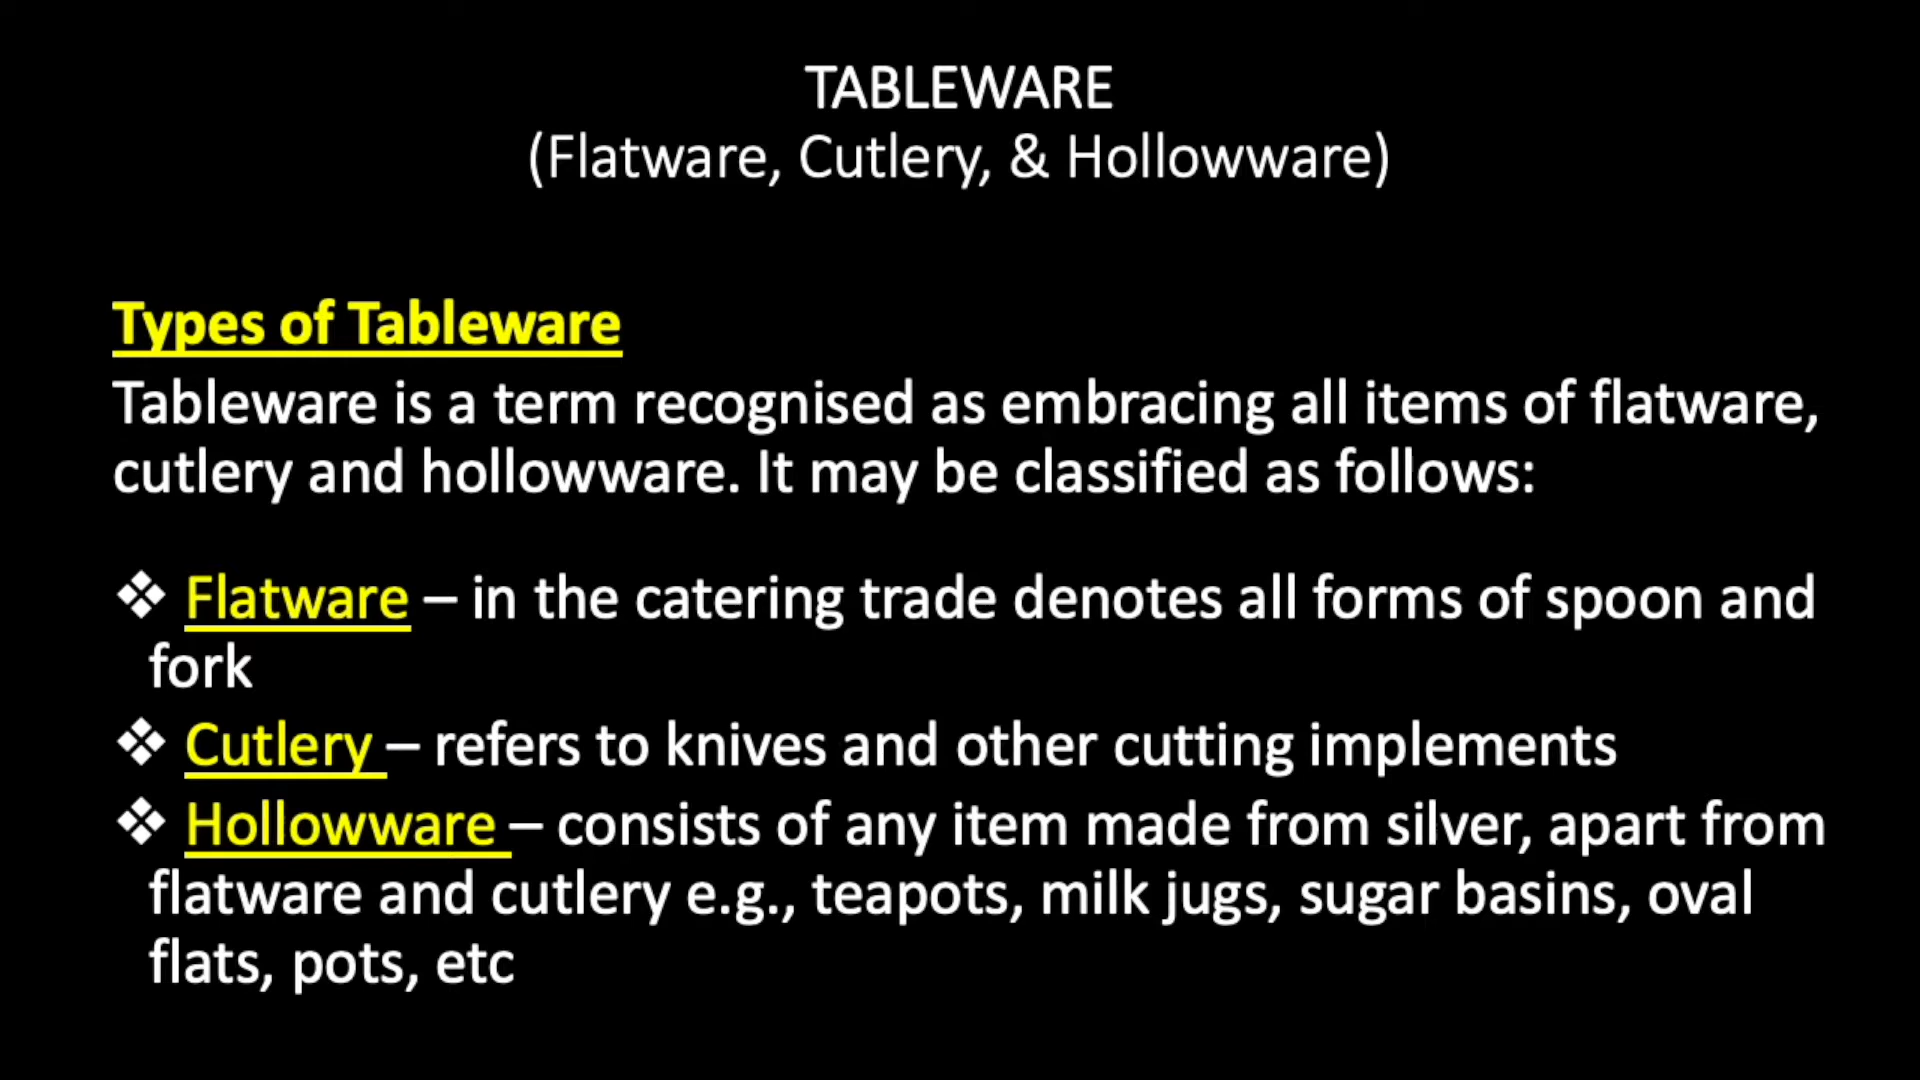 TABLEWARE
(Flatware, Cutlery, & Hollowware)
Types of Tableware
Tableware is a term recognised as embracing all items of flatware,
cutlery and hollowware. It may be classified as follows:
❖ Flatware – in the catering trade denotes all forms of spoon and
fork
❖ Cutlery – refers to knives and other cutting implements
❖ Hollowware – consists of any item made from silver, apart from
flatware and cutlery e.g., teapots, milk jugs, sugar basins, oval
flats, pots, etc